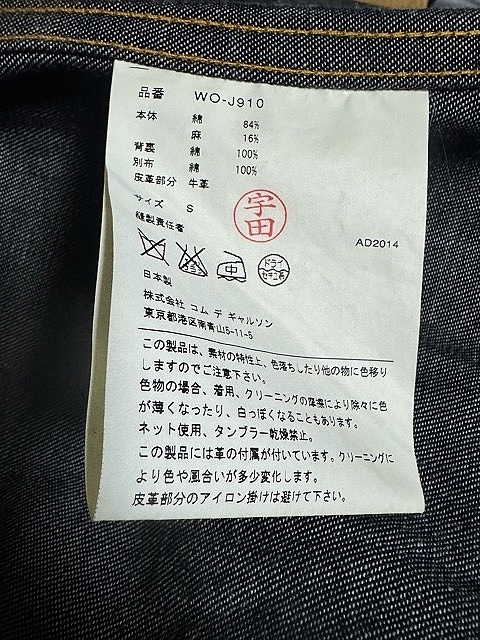 品番 WO-J910
本体 綿 84%
麻 16%
背裏 綿 100%
別布 綿 100%
皮革部分 牛革
サイズ S
縫製責任者
宇田
AD2014
中
ドライ
セキユ系
日本製
株式会社 コム デ ギャルソン
東京都港区南青山5-11-5
この製品は、素材の特性上、色落ちしたり他の物に色移り
しますのでご注意下さい。
色物の場合、着用、クリーニングの摩擦により除々に色
が薄くなったり、白っぽくなることもあります。
ネット使用、タンブラー乾燥禁止。
この製品には革の付属が付いています。クリーニングに
より色や風合いが多少変化します。
皮革部分のアイロン掛けは避けて下さい。